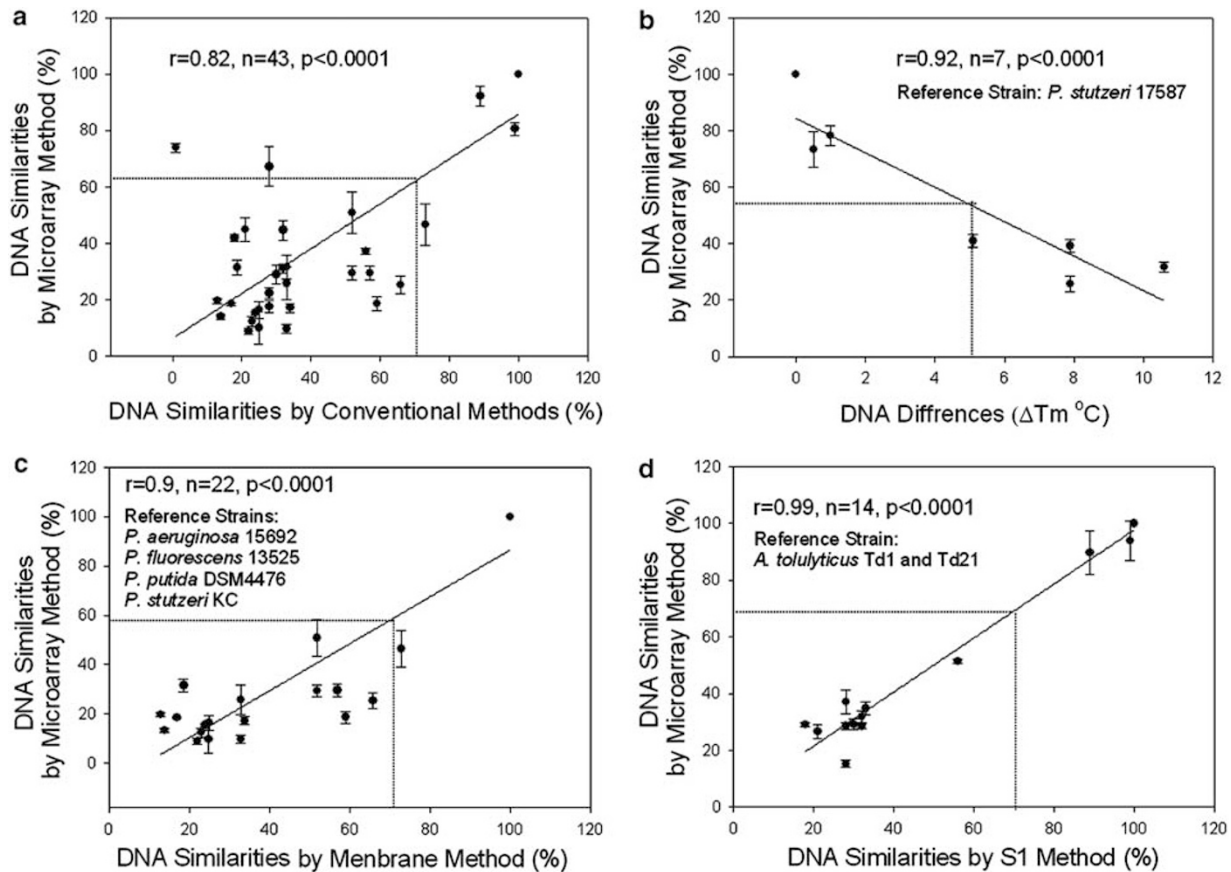 a
r=0.82, n=43, p<0.0001
DNA Similarities
by Microarray Method (%)
120
100
80
60
40
20
0
0 20 40 60 80 100 120
DNA Similarities by Conventional Methods (%)
b
r=0.92, n=7, p<0.0001
Reference Strain: P. stutzeri 17587
DNA Similarities
by Microarray Method (%)
120
100
80
60
40
20
0
0 2 4 6 8 10 12
DNA Diffrences (ΔTm °C)
c
r=0.9, n=22, p<0.0001
Reference Strains:
P. aeruginosa 15692
P. fluorescens 13525
P. putida DSM4476
P. stutzeri KC
DNA Similarities
by Microarray Method (%)
120
100
80
60
40
20
0
0 20 40 60 80 100 120
DNA Similarities by Menbrane Method (%)
d
r=0.99, n=14, p<0.0001
Reference Strain:
A. tolulyticus Td1 and Td21
DNA Similarities
by Microarray Method (%)
120
100
80
60
40
20
0
0 20 40 60 80 100 120
DNA Similarities by S1 Method (%)